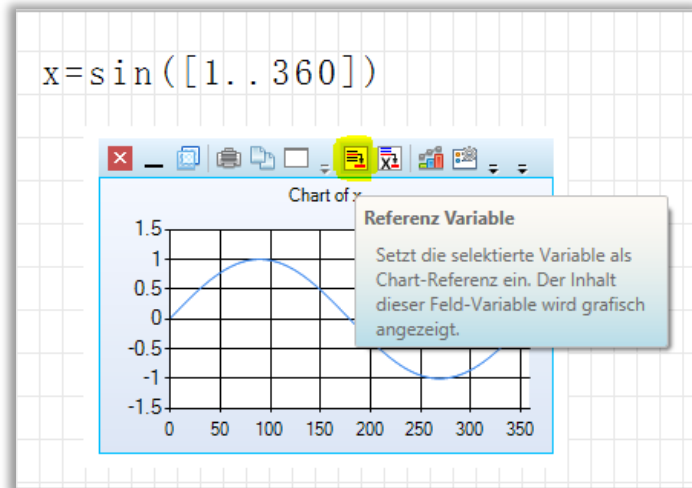 x=sin([1..360])
Chart of x
Referenz Variable
Setzt die selektierte Variable als
Chart-Referenz ein. Der Inhalt
dieser Feld-Variable wird grafisch
angezeigt.
1.5
1
0.5
0
-0.5
-1
-1.5
0 50 100 150 200 250 300 350